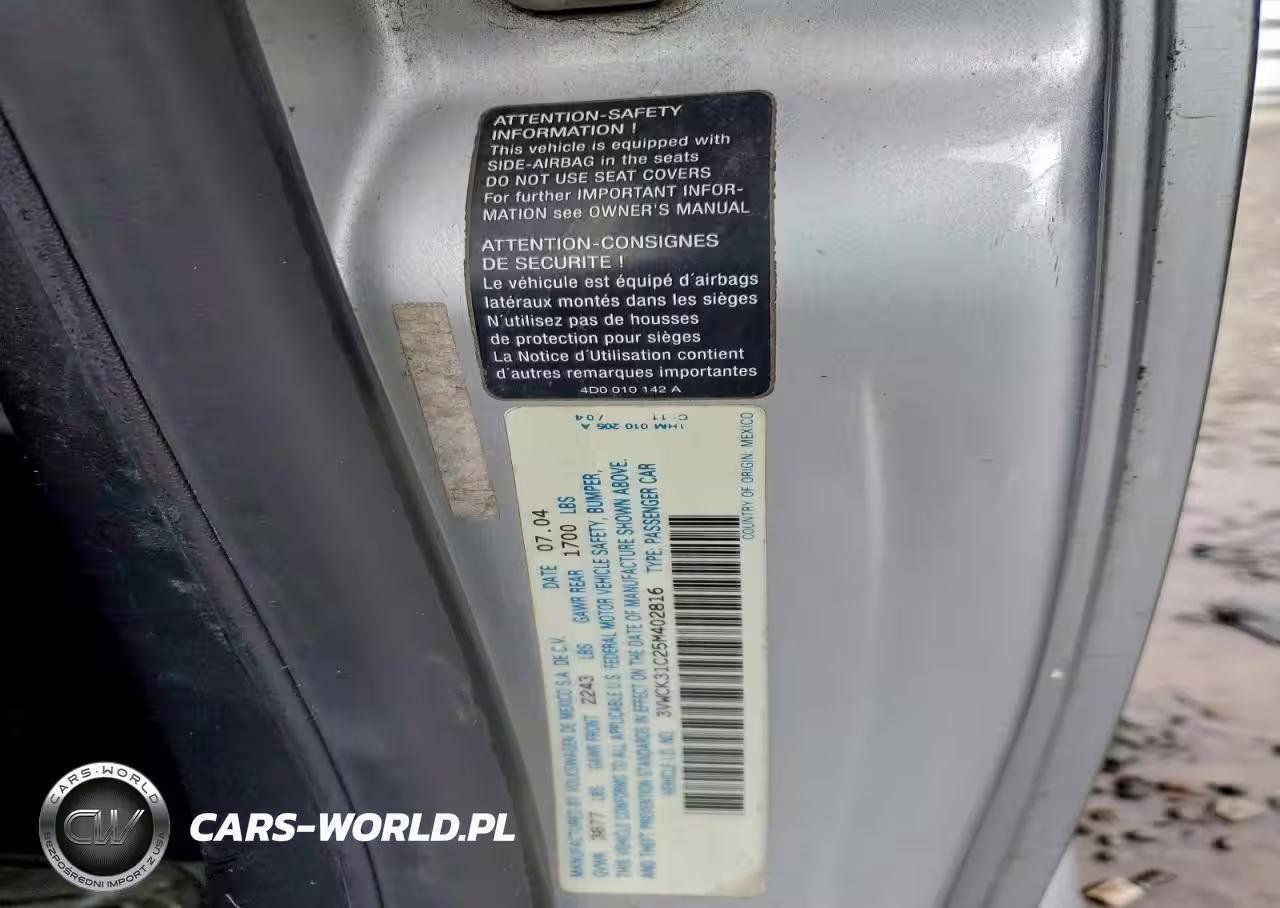 ATTENTION-SAFETY
INFORMATION !
This vehicle is equipped with
SIDE-AIRBAG in the seats
DO NOT USE SEAT COVERS
For further IMPORTANT INFOR-
MATION see OWNER'S MANUAL
ATTENTION-CONSIGNES
DE SECURITE !
Le véhicule est équipé d´airbags
latéraux montés dans les sièges
N´utilisez pas de housses
de protection pour sièges
La Notice d´Utilisation contient
d´autres remarques importantes
4D0 010 142 A
MANUFACTURED BY VOLKSWAGEN DE MEXICO S.A. DE C.V. DATE 07.04
GVWR 3877 LBS GAWR FRONT 2243 LBS GAWR REAR 1700 LBS
THIS VEHICLE CONFORMS TO ALL APPLICABLE U.S. FEDERAL MOTOR VEHICLE SAFETY, BUMPER,
AND THEFT PREVENTION STANDARDS IN EFFECT ON THE DATE OF MANUFACTURE SHOWN ABOVE.
VEHICLE I.D. NO. 3VWCK31C25M402816 TYPE: PASSENGER CAR
COUNTRY OF ORIGIN: MEXICO
1HM 010 205 A
/04
CARS-WORLD
CW
BEZPOŚREDNI IMPORT Z USA
CARS-WORLD.PL